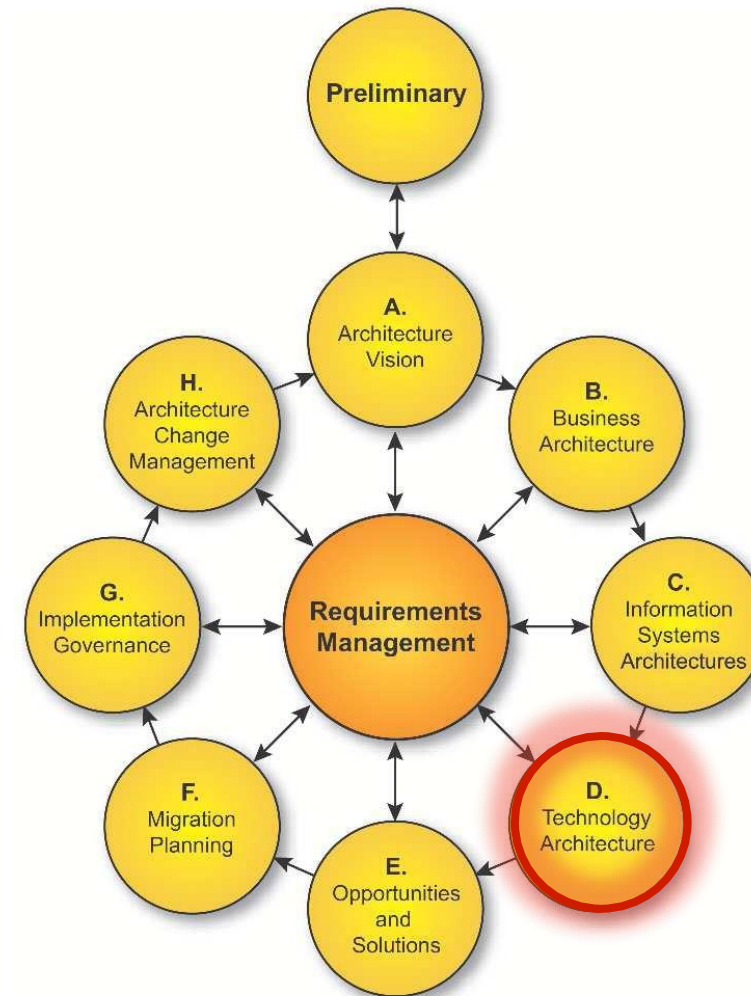 Preliminary
A.
Architecture
Vision
B.
Business
Architecture
C.
Information
Systems
Architectures
D.
Technology
Architecture
E.
Opportunities
and
Solutions
F.
Migration
Planning
G.
Implementation
Governance
H.
Architecture
Change
Management
Requirements
Management